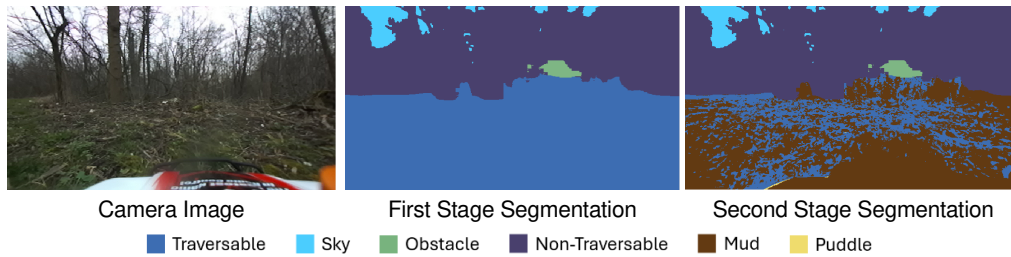 Camera Image
First Stage Segmentation
Second Stage Segmentation
Traversable
Sky
Obstacle
Non-Traversable
Mud
Puddle